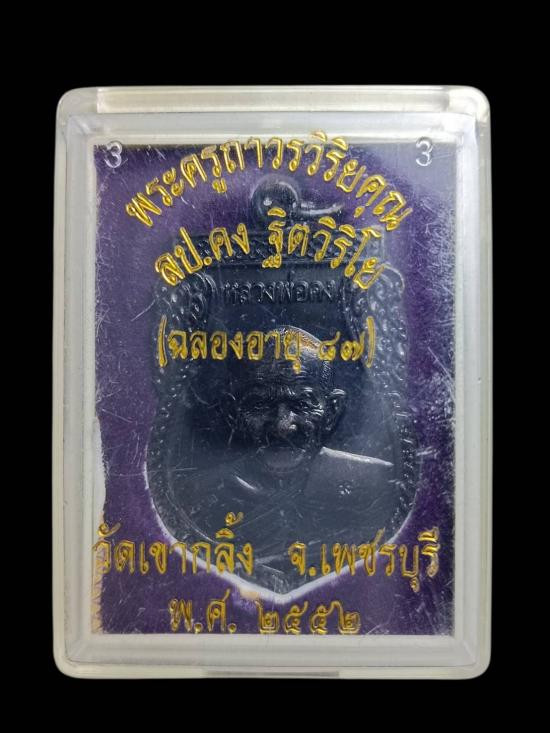 3 3
พระครูถาวรวิริยคุณ
ลป.คง ฐิตวิริโย
หลวงพ่อคง
(ฉลองอายุ ๘๗)
วัดเขากลิ้ง จ.เพชรบุรี
พ.ศ. ๒๕๕๒